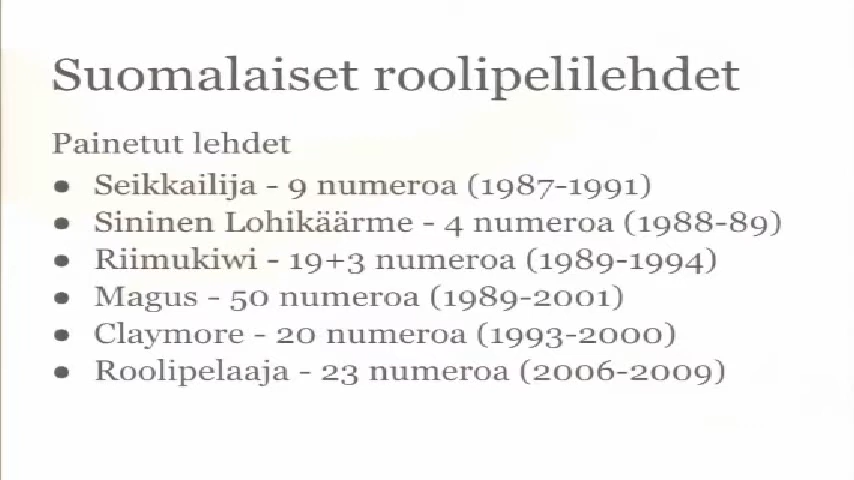 Suomalaiset roolipelilehdet
Painetut lehdet
● Seikkailija - 9 numeroa (1987-1991)
● Sininen Lohikäärme - 4 numeroa (1988-89)
● Riimukiwi - 19+3 numeroa (1989-1994)
● Magus - 50 numeroa (1989-2001)
● Claymore - 20 numeroa (1993-2000)
● Roolipelaaja - 23 numeroa (2006-2009)